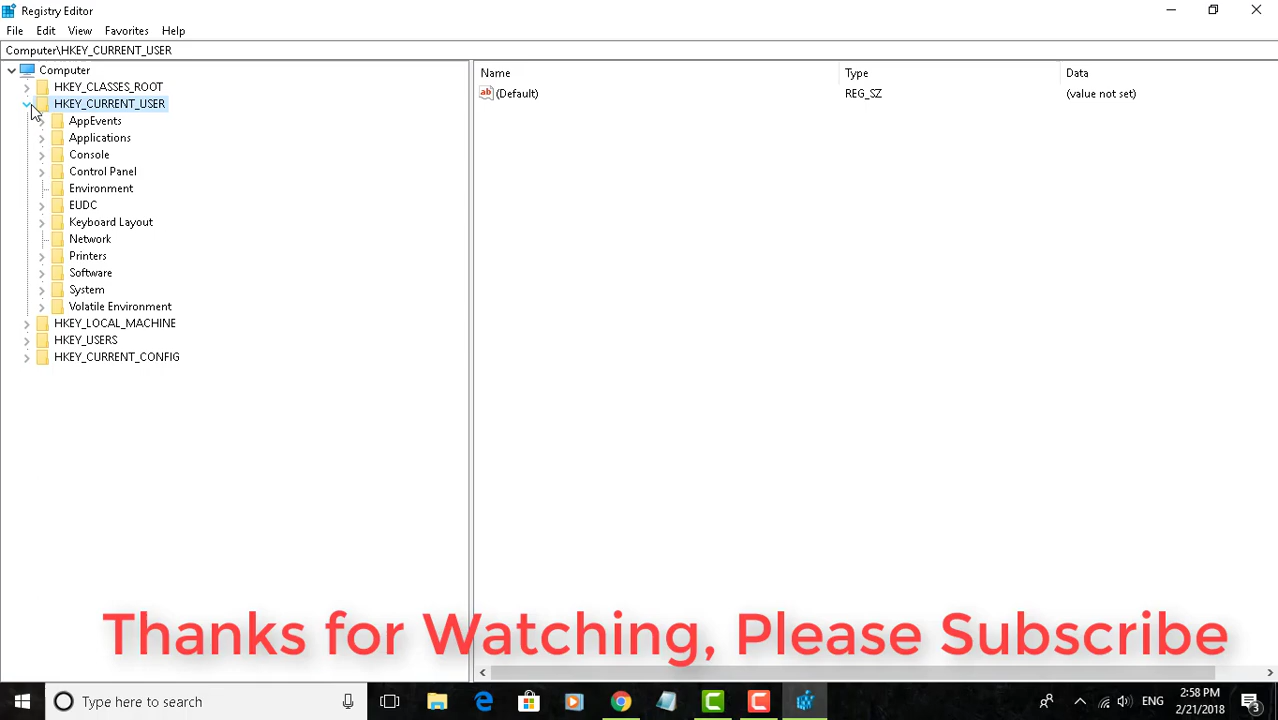 Registry Editor
File Edit View Favorites Help
Computer\HKEY_CURRENT_USER
Computer
HKEY_CLASSES_ROOT
HKEY_CURRENT_USER
AppEvents
Applications
Console
Control Panel
Environment
EUDC
Keyboard Layout
Network
Printers
Software
System
Volatile Environment
HKEY_LOCAL_MACHINE
HKEY_USERS
HKEY_CURRENT_CONFIG
Name Type Data
ab (Default) REG_SZ (value not set)
Thanks for Watching, Please Subscribe
Type here to search
ENG
2:58 PM
2/21/2018
3